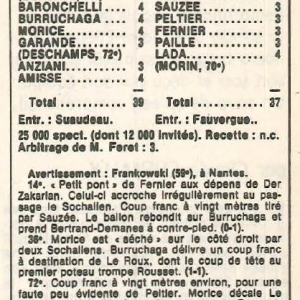 BARONCHELLI .... 4 SAUZEE ............ 3
BURRUCHAGA .... 4 PELTIER ............ 3
MORICE ............ 4 FERNIER ............ 3
GARANDE .......... 3 PAILLE ............ 3
(DESCHAMPS, 72e) LADA ............ 4
ANZIANI ............ 3 (MORIN, 70e)
AMISSE ............ 4
Total ............ 39 Total ............ 37
Entr. : Suaudeau. Entr. : Fauvergue..
25 000 spect. (dont 12 000 invités). Recette : n.c.
Arbitrage de M. Feret : 3.
Avertissement : Frankowski (59e), à Nantes.
14e. « Petit pont » de Fernier aux dépens de Der
Zakarian. Celui-ci accroche irrégulièrement au pas-
sage le Sochalien. Coup franc à vingt mètres tiré
par Sauzée. Le ballon rebondit sur Burruchaga et
prend Bertrand-Demanes à contre-pied. (0-1).
36e. Morice est « séché » sur le côté droit par
deux Sochaliens. Burruchaga délivre un coup franc
à destination de Le Roux, dont le coup de tête au
premier poteau trompe Rousset. (1-1).
72e. Coup franc à vingt mètres environ, pour une
faute peu évidente de Peltier. Morice décale Le